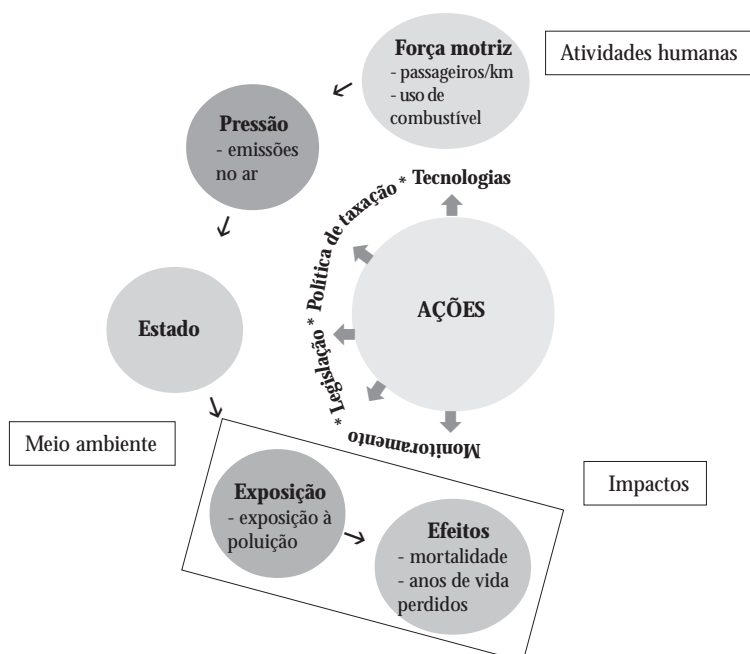 Força motriz
- passageiros/km
- uso de
combustível
Atividades humanas
Pressão
- emissões
no ar
* Legislação * Política de taxação * Tecnologias
Monitoramento
AÇÕES
Estado
Meio ambiente
Exposição
- exposição à
poluição
Efeitos
- mortalidade
- anos de vida
perdidos
Impactos